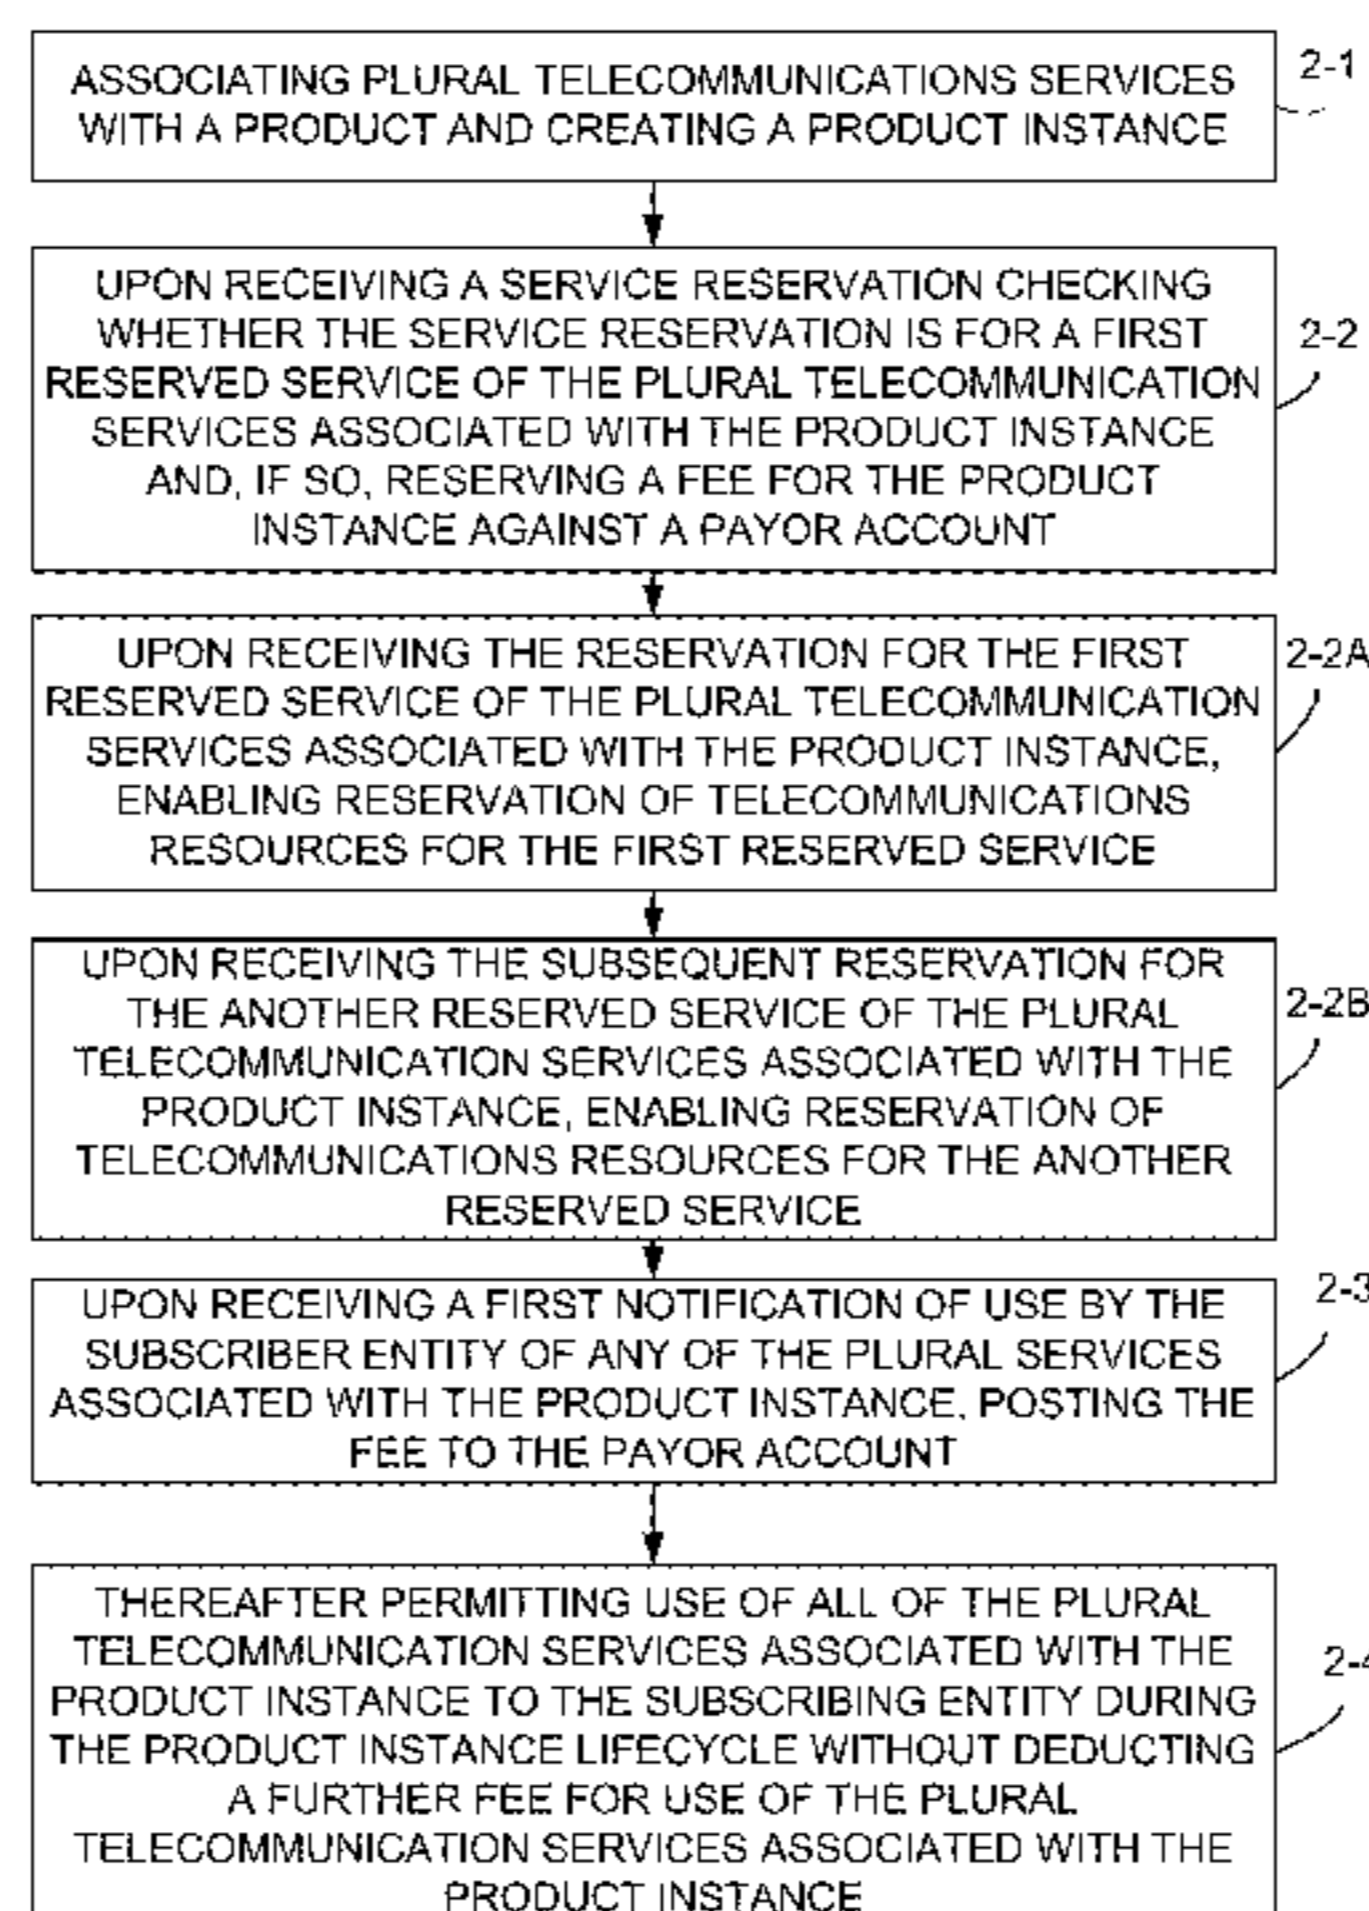 ASSOCIATING PLURAL TELECOMMUNICATIONS SERVICES
WITH A PRODUCT AND CREATING A PRODUCT INSTANCE
2-1
UPON RECEIVING A SERVICE RESERVATION CHECKING
WHETHER THE SERVICE RESERVATION IS FOR A FIRST
RESERVED SERVICE OF THE PLURAL TELECOMMUNICATION
SERVICES ASSOCIATED WITH THE PRODUCT INSTANCE
AND, IF SO, RESERVING A FEE FOR THE PRODUCT
INSTANCE AGAINST A PAYOR ACCOUNT
2-2
UPON RECEIVING THE RESERVATION FOR THE FIRST
RESERVED SERVICE OF THE PLURAL TELECOMMUNICATION
SERVICES ASSOCIATED WITH THE PRODUCT INSTANCE,
ENABLING RESERVATION OF TELECOMMUNICATIONS
RESOURCES FOR THE FIRST RESERVED SERVICE
2-2A
UPON RECEIVING THE SUBSEQUENT RESERVATION FOR
THE ANOTHER RESERVED SERVICE OF THE PLURAL
TELECOMMUNICATION SERVICES ASSOCIATED WITH THE
PRODUCT INSTANCE, ENABLING RESERVATION OF
TELECOMMUNICATIONS RESOURCES FOR THE ANOTHER
RESERVED SERVICE
2-2B
UPON RECEIVING A FIRST NOTIFICATION OF USE BY THE
SUBSCRIBER ENTITY OF ANY OF THE PLURAL SERVICES
ASSOCIATED WITH THE PRODUCT INSTANCE, POSTING THE
FEE TO THE PAYOR ACCOUNT
2-3
THEREAFTER PERMITTING USE OF ALL OF THE PLURAL
TELECOMMUNICATION SERVICES ASSOCIATED WITH THE
PRODUCT INSTANCE TO THE SUBSCRIBING ENTITY DURING
THE PRODUCT INSTANCE LIFECYCLE WITHOUT DEDUCTING
A FURTHER FEE FOR USE OF THE PLURAL
TELECOMMUNICATION SERVICES ASSOCIATED WITH THE
PRODUCT INSTANCE
2-4